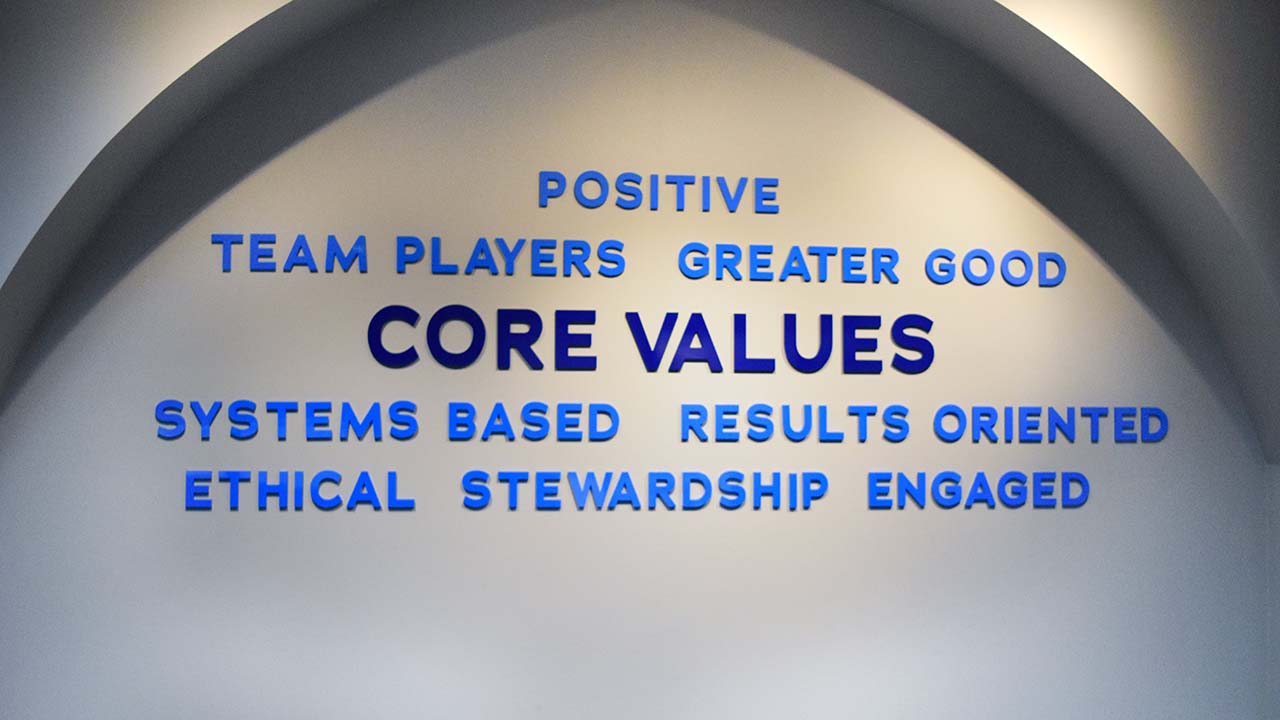 POSITIVE
TEAM PLAYERS GREATER GOOD
CORE VALUES
SYSTEMS BASED RESULTS ORIENTED
ETHICAL STEWARDSHIP ENGAGED